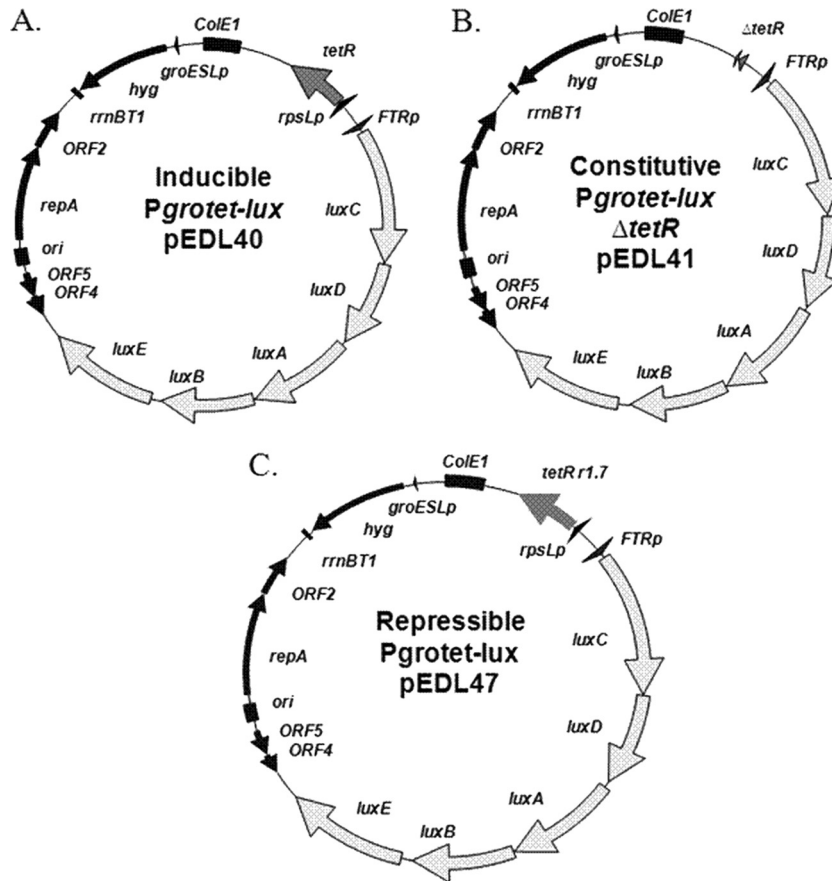 A.
ColE1
tetR
groESLp
hyg
rpsLp
FTRp
rrnBT1
ORF2
Inducible
Pgrotet-lux
pEDL40
luxC
repA
ori
luxD
ORF5
ORF4
luxA
luxE
luxB
B.
ColE1
ΔtetR
FTRp
groESLp
hyg
rrnBT1
ORF2
luxC
Constitutive
Pgrotet-lux
ΔtetR
pEDL41
repA
ori
luxD
ORF5
ORF4
luxA
luxE
luxB
C.
ColE1
tetR r1.7
groESLp
hyg
rpsLp
FTRp
rrnBT1
ORF2
Repressible
Pgrotet-lux
pEDL47
luxC
repA
ori
luxD
ORF5
ORF4
luxA
luxE
luxB